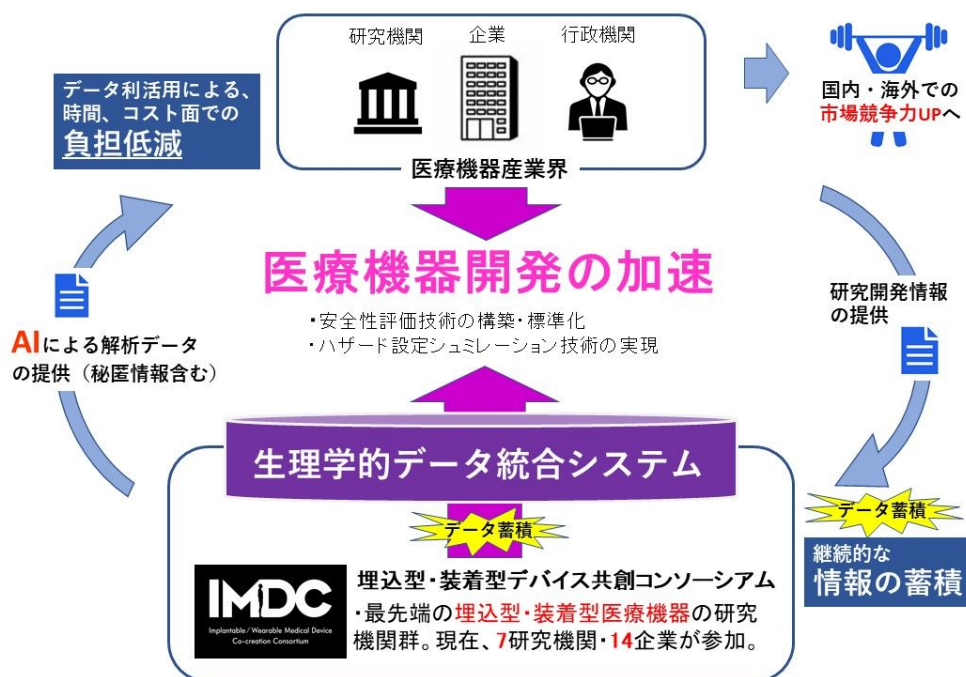 研究機関
企業
行政機関
医療機器産業界
データ利活用による、
時間、コスト面での
負担低減
国内・海外での
市場競争力UPへ
医療機器開発の加速
・安全性評価技術の構築・標準化
・ハザード設定シュミレーション技術の実現
研究開発情報
の提供
AIによる解析データ
の提供（秘匿情報含む）
生理学的データ統合システム
データ蓄積
データ蓄積
継続的な
情報の蓄積
IMDC
Implantable / Wearable Medical Device
Co-creation Consortium
埋込型・装着型デバイス共創コンソーシアム
・最先端の埋込型・装着型医療機器の研究
機関群。現在、7研究機関・14企業が参加。